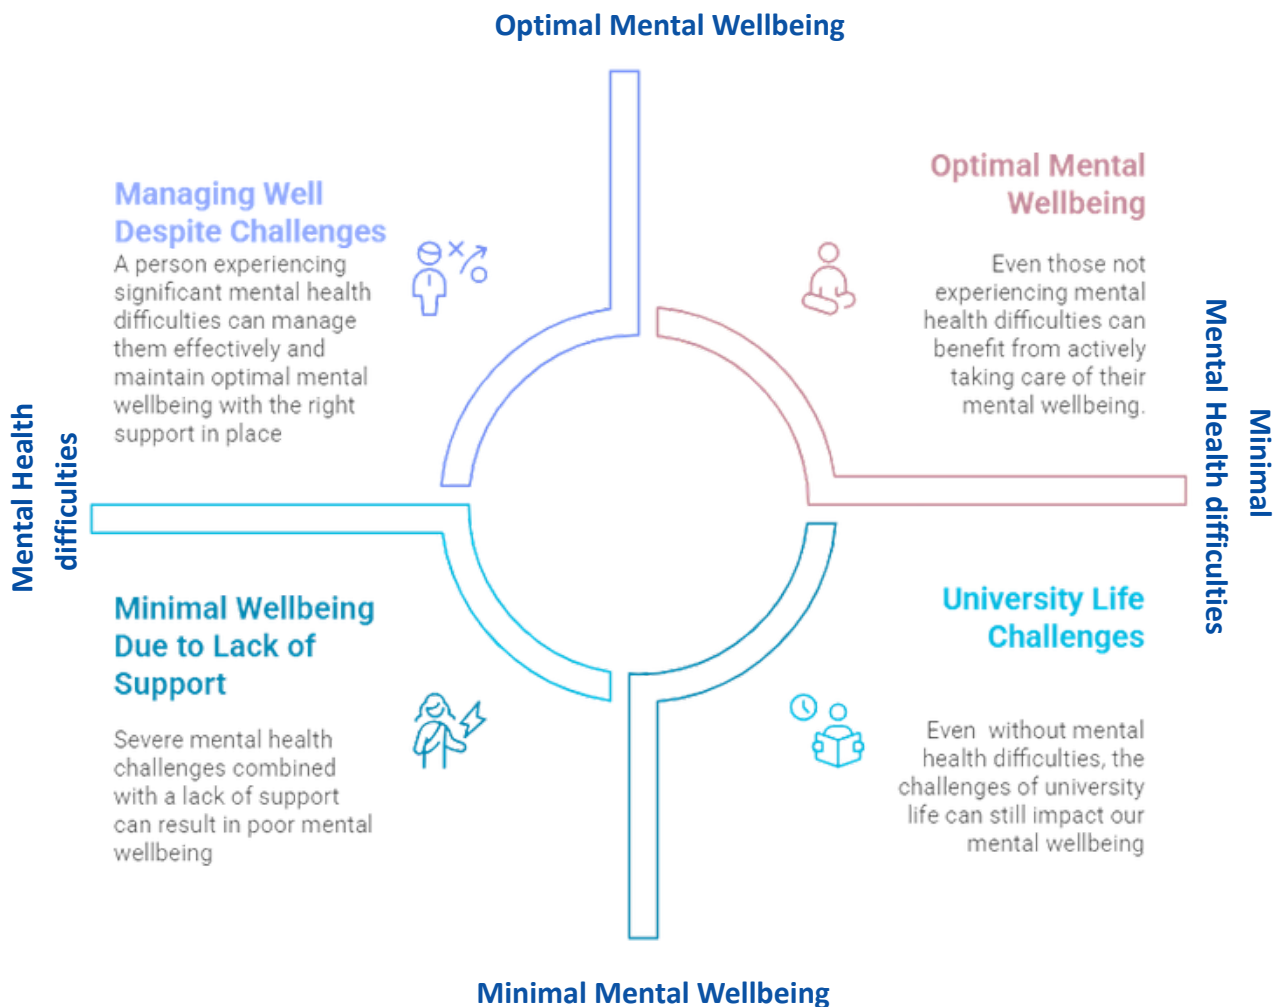 Optimal Mental Wellbeing
Managing Well
Despite Challenges
A person experiencing
significant mental health
difficulties can manage
them effectively and
maintain optimal mental
wellbeing with the right
support in place
Optimal Mental
Wellbeing
Even those not
experiencing mental
health difficulties can
benefit from actively
taking care of their
mental wellbeing.
Mental Health
difficulties
Minimal
Mental Health difficulties
Minimal Wellbeing
Due to Lack of
Support
Severe mental health
challenges combined
with a lack of support
can result in poor mental
wellbeing
University Life
Challenges
Even without mental
health difficulties, the
challenges of university
life can still impact our
mental wellbeing
Minimal Mental Wellbeing